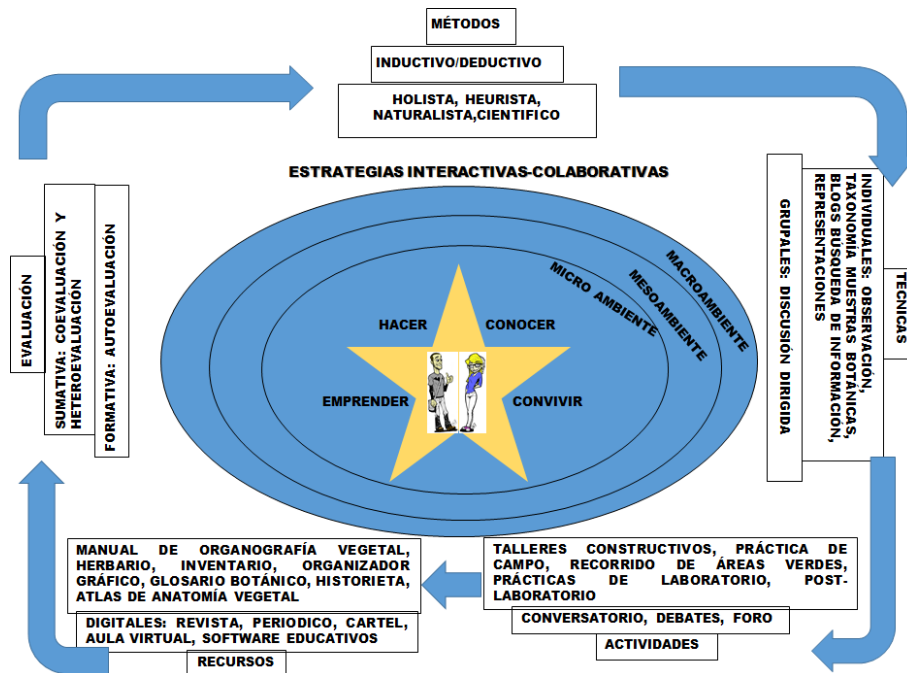 MÉTODOS
INDUCTIVO/DEDUCTIVO
HOLISTA, HEURISTA,
NATURALISTA,CIENTIFICO
ESTRATEGIAS INTERACTIVAS-COLABORATIVAS
MACROAMBIENTE
MESOAMBIENTE
MICRO AMBIENTE
HACER
CONOCER
EMPRENDER
CONVIVIR
TECNICAS
INDIVIDUALES: OBSERVACIÓN,
TAXONOMÍA MUESTRAS BOTÁNICAS,
BLOGS BÚSQUEDA DE INFORMACIÓN,
REPRESENTACIONES
GRUPALES: DISCUSIÓN DIRIGIDA
TALLERES CONSTRUCTIVOS, PRÁCTICA DE
CAMPO, RECORRIDO DE ÁREAS VERDES,
PRÁCTICAS DE LABORATORIO, POST-
LABORATORIO
CONVERSATORIO, DEBATES, FORO
ACTIVIDADES
MANUAL DE ORGANOGRAFÍA VEGETAL,
HERBARIO, INVENTARIO, ORGANIZADOR
GRÁFICO, GLOSARIO BOTÁNICO, HISTORIETA,
ATLAS DE ANATOMÍA VEGETAL
DIGITALES: REVISTA, PERIODICO, CARTEL,
AULA VIRTUAL, SOFTWARE EDUCATIVOS
RECURSOS
EVALUACIÓN
SUMATIVA: COEVALUACIÓN Y
HETEROEVALUACIÓN
FORMATIVA: AUTOEVALUACIÓN